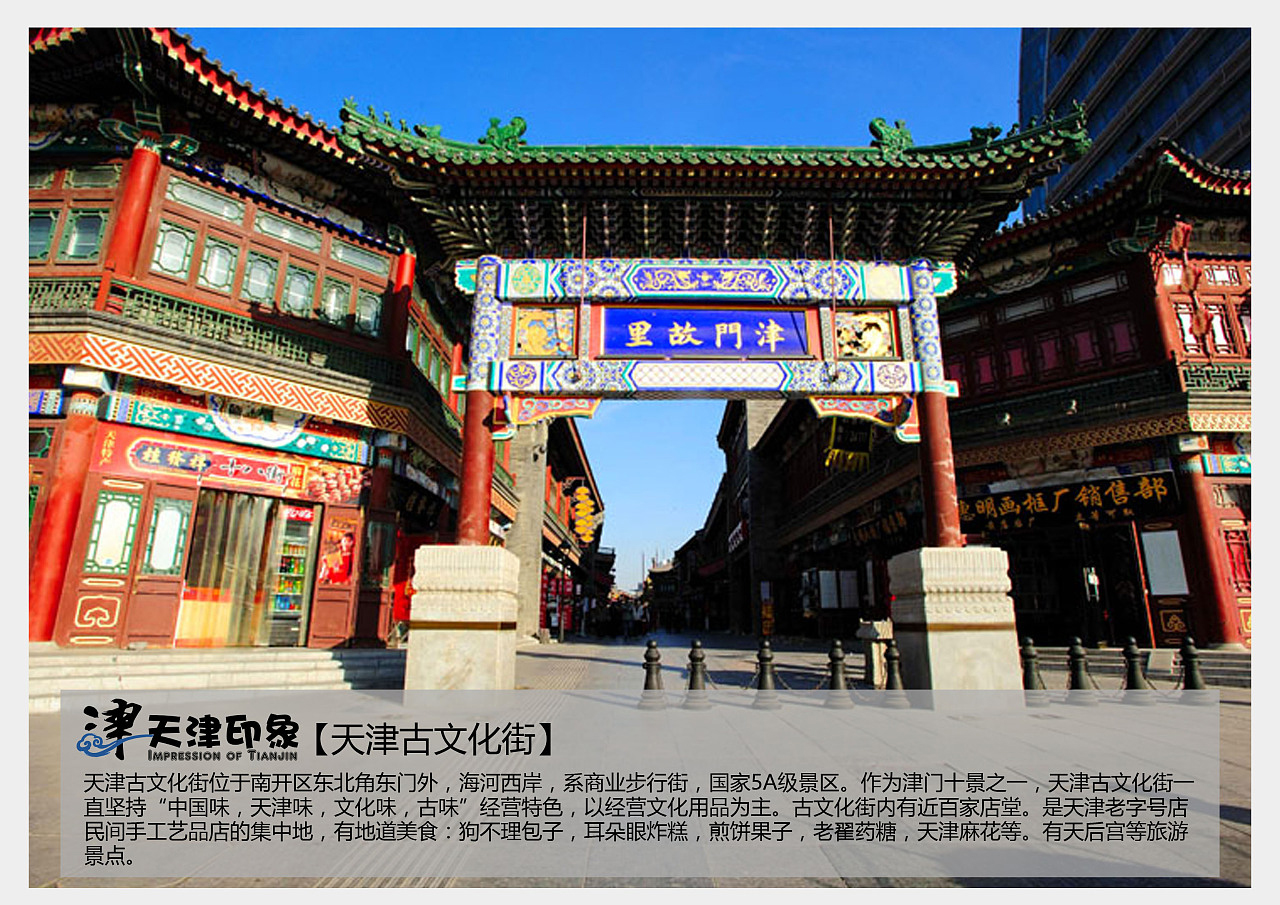 里故門津
天津特产
桂發祥
十八街
麻花
明画框厂销售部
津
天津印象
IMPRESSION OF TIANJIN
【天津古文化街】
天津古文化街位于南开区东北角东门外，海河西岸，系商业步行街，国家5A级景区。作为津门十景之一，天津古文化街一
直坚持“中国味，天津味，文化味，古味”经营特色，以经营文化用品为主。古文化街内有近百家店堂。是天津老字号店
民间手工艺品店的集中地，有地道美食：狗不理包子，耳朵眼炸糕，煎饼果子，老翟药糖，天津麻花等。有天后宫等旅游
景点。